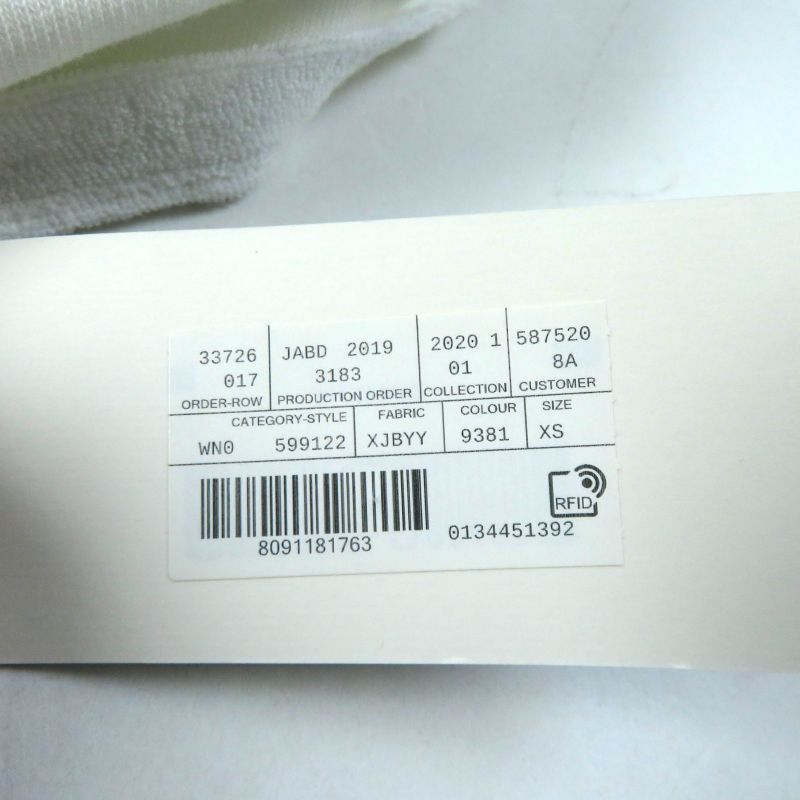 33726 JABD 2019 2020 1 587520
017 3183 01 8A
ORDER-ROW PRODUCTION ORDER COLLECTION CUSTOMER
CATEGORY-STYLE FABRIC COLOUR SIZE
WN0 599122 XJBYY 9381 XS
RFID
8091181763 0134451392